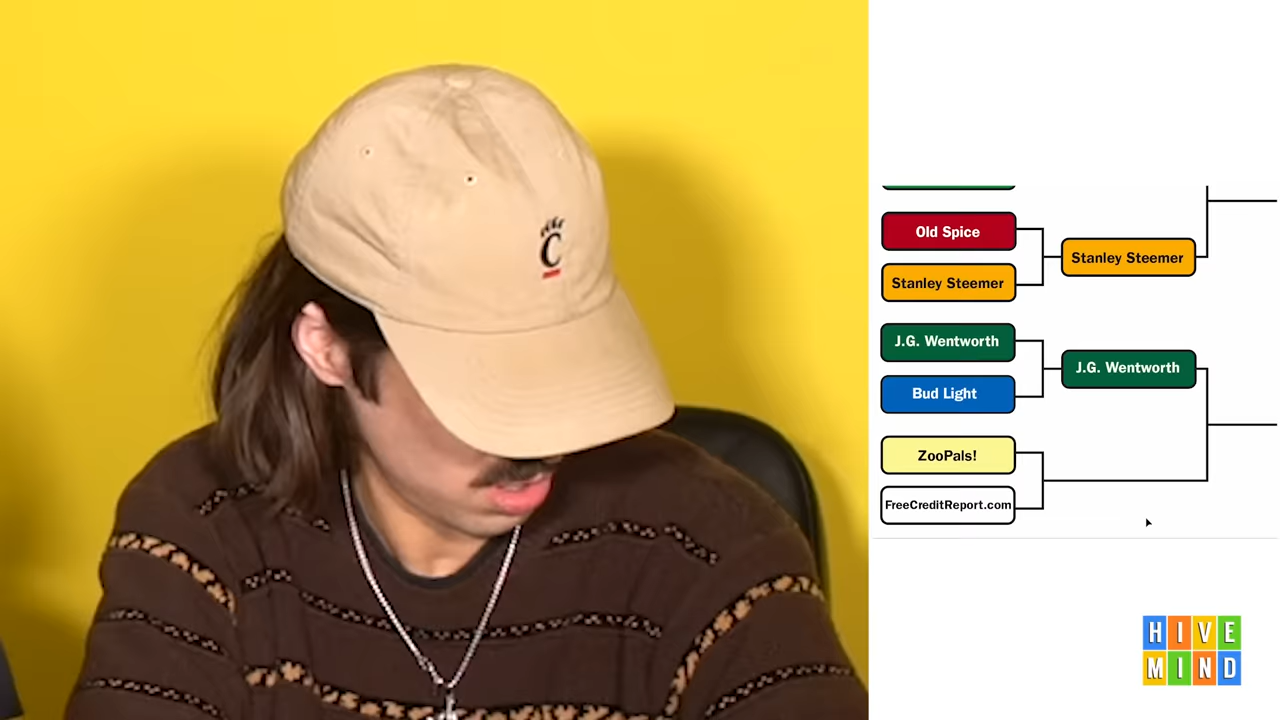 C
Old Spice
Stanley Steemer
Stanley Steemer
J.G. Wentworth
J.G. Wentworth
Bud Light
ZooPals!
FreeCreditReport.com
HIVE
MIND